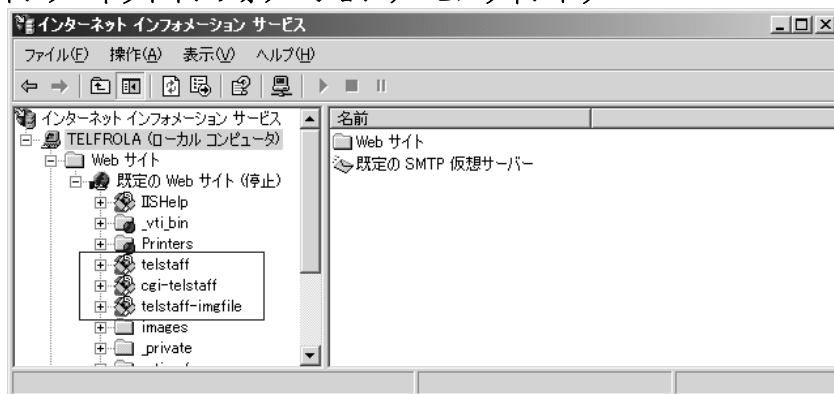 インターネット インフォメーション サービス
ファイル(F) 操作(A) 表示(V) ヘルプ(H)
インターネット インフォメーション サービス
TELFROLA (ローカル コンピュータ)
Web サイト
既定の Web サイト (停止)
IISHelp
_vti_bin
Printers
telstaff
cgi-telstaff
telstaff-imgfile
images
_private
名前
Web サイト
既定の SMTP 仮想サーバー